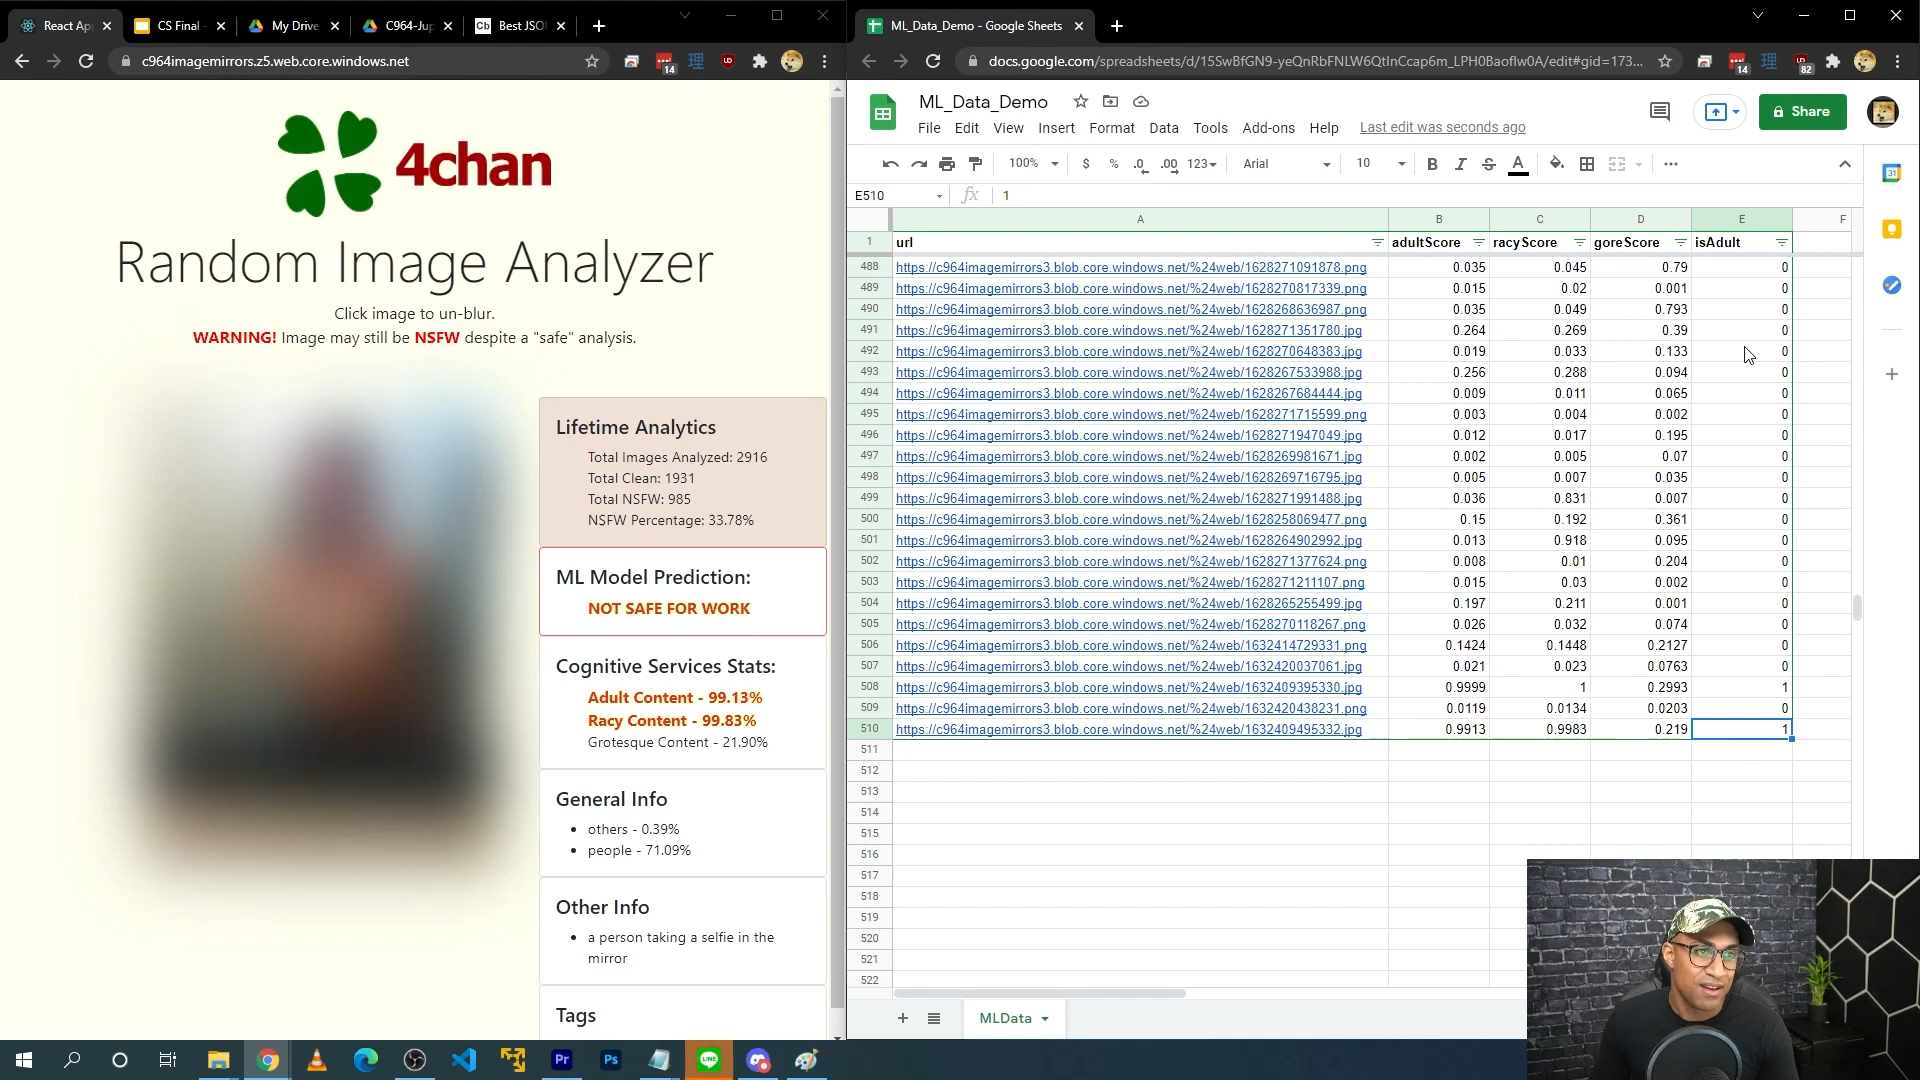 React Ap
CS Final -
My Drive
C964-Jup
Cb Best JSO
ML_Data_Demo - Google Sheets
c964imagemirrors.z5.web.core.windows.net
14
docs.google.com/spreadsheets/d/15SwBfGN9-yeQnRbFNLW6QtInCcap6m_LPH0BaofIw0A/edit#gid=173...
14
82
4chan
Random Image Analyzer
Click image to un-blur.
WARNING! Image may still be NSFW despite a "safe" analysis.
Lifetime Analytics
Total Images Analyzed: 2916
Total Clean: 1931
Total NSFW: 985
NSFW Percentage: 33.78%
ML Model Prediction:
NOT SAFE FOR WORK
Cognitive Services Stats:
Adult Content - 99.13%
Racy Content - 99.83%
Grotesque Content - 21.90%
General Info
others - 0.39%
people - 71.09%
Other Info
a person taking a selfie in the
mirror
Tags
ML_Data_Demo
Share
File Edit View Insert Format Data Tools Add-ons Help Last edit was seconds ago
100% $ % .0 .00 123 Arial 10 B I S A
31
E510 fx 1
A B C D E F
1 url adultScore racyScore goreScore isAdult
488 https://c964imagemirrors3.blob.core.windows.net/%24web/1628271091878.png 0.035 0.045 0.79 0
489 https://c964imagemirrors3.blob.core.windows.net/%24web/1628270817339.png 0.015 0.02 0.001 0
490 https://c964imagemirrors3.blob.core.windows.net/%24web/1628268636987.png 0.035 0.049 0.793 0
491 https://c964imagemirrors3.blob.core.windows.net/%24web/1628271351780.jpg 0.264 0.269 0.39 0
492 https://c964imagemirrors3.blob.core.windows.net/%24web/1628270648383.jpg 0.019 0.033 0.133 0
493 https://c964imagemirrors3.blob.core.windows.net/%24web/1628267533988.jpg 0.256 0.288 0.094 0
494 https://c964imagemirrors3.blob.core.windows.net/%24web/1628267684444.jpg 0.009 0.011 0.065 0
495 https://c964imagemirrors3.blob.core.windows.net/%24web/1628271715599.png 0.003 0.004 0.002 0
496 https://c964imagemirrors3.blob.core.windows.net/%24web/1628271947049.jpg 0.012 0.017 0.195 0
497 https://c964imagemirrors3.blob.core.windows.net/%24web/1628269981671.jpg 0.002 0.005 0.07 0
498 https://c964imagemirrors3.blob.core.windows.net/%24web/1628269716795.jpg 0.005 0.007 0.035 0
499 https://c964imagemirrors3.blob.core.windows.net/%24web/1628271991488.jpg 0.036 0.831 0.007 0
500 https://c964imagemirrors3.blob.core.windows.net/%24web/1628258069477.png 0.15 0.192 0.361 0
501 https://c964imagemirrors3.blob.core.windows.net/%24web/1628264902992.jpg 0.013 0.918 0.095 0
502 https://c964imagemirrors3.blob.core.windows.net/%24web/1628271377624.jpg 0.008 0.01 0.204 0
503 https://c964imagemirrors3.blob.core.windows.net/%24web/1628271211107.png 0.015 0.03 0.002 0
504 https://c964imagemirrors3.blob.core.windows.net/%24web/1628265255499.jpg 0.197 0.211 0.001 0
505 https://c964imagemirrors3.blob.core.windows.net/%24web/1628270118267.png 0.026 0.032 0.074 0
506 https://c964imagemirrors3.blob.core.windows.net/%24web/1632414729331.png 0.1424 0.1448 0.2127 0
507 https://c964imagemirrors3.blob.core.windows.net/%24web/1632420037061.jpg 0.021 0.023 0.0763 0
508 https://c964imagemirrors3.blob.core.windows.net/%24web/1632409395330.jpg 0.9999 1 0.2993 1
509 https://c964imagemirrors3.blob.core.windows.net/%24web/1632420438231.png 0.0119 0.0134 0.0203 0
510 https://c964imagemirrors3.blob.core.windows.net/%24web/1632409495332.jpg 0.9913 0.9983 0.219 1
511
512
513
514
515
516
517
518
519
520
521
522
MLData
Pr
Ps
LINE